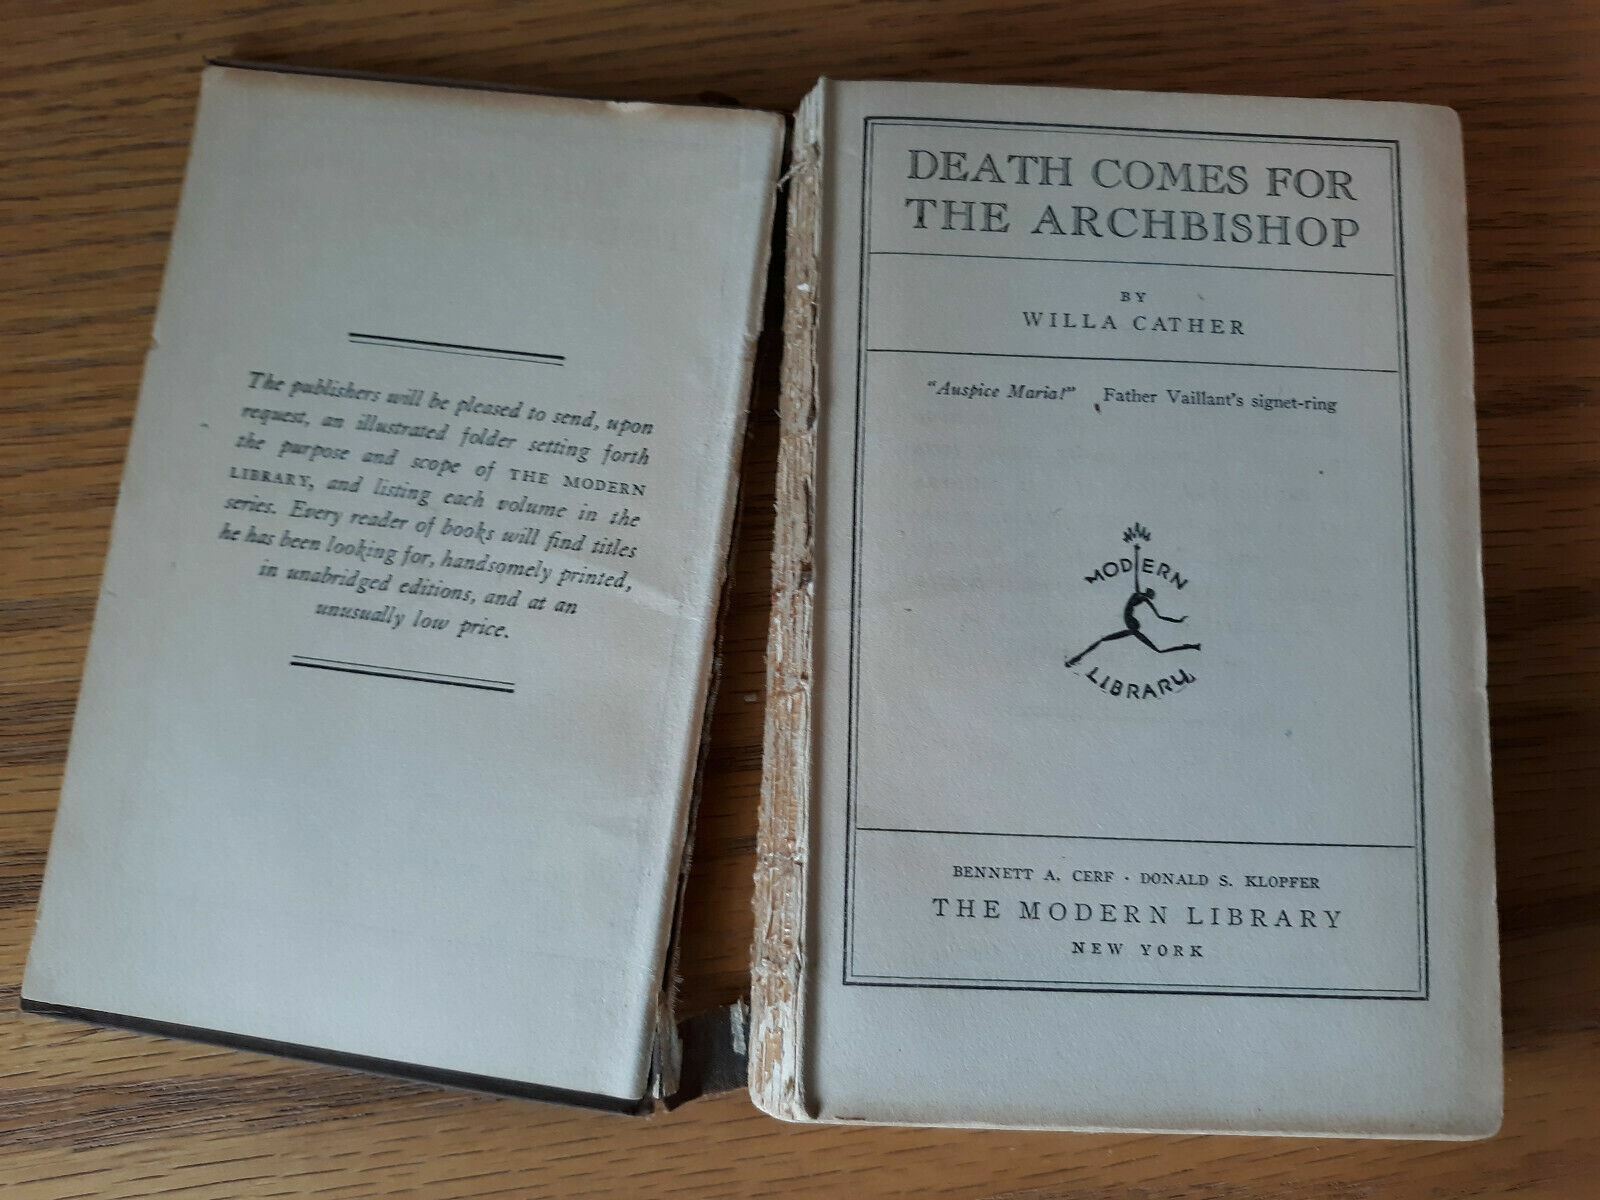 The publishers will be pleased to send, upon
request, an illustrated folder setting forth
the purpose and scope of THE MODERN
LIBRARY, and listing each volume in the
series. Every reader of books will find titles
he has been looking for, handsomely printed,
in unabridged editions, and at an
unusually low price.
DEATH COMES FOR
THE ARCHBISHOP
BY
WILLA CATHER
"Auspice Maria!" Father Vaillant's signet-ring
MODERN
LIBRARY
BENNETT A. CERF · DONALD S. KLOPFER
THE MODERN LIBRARY
NEW YORK